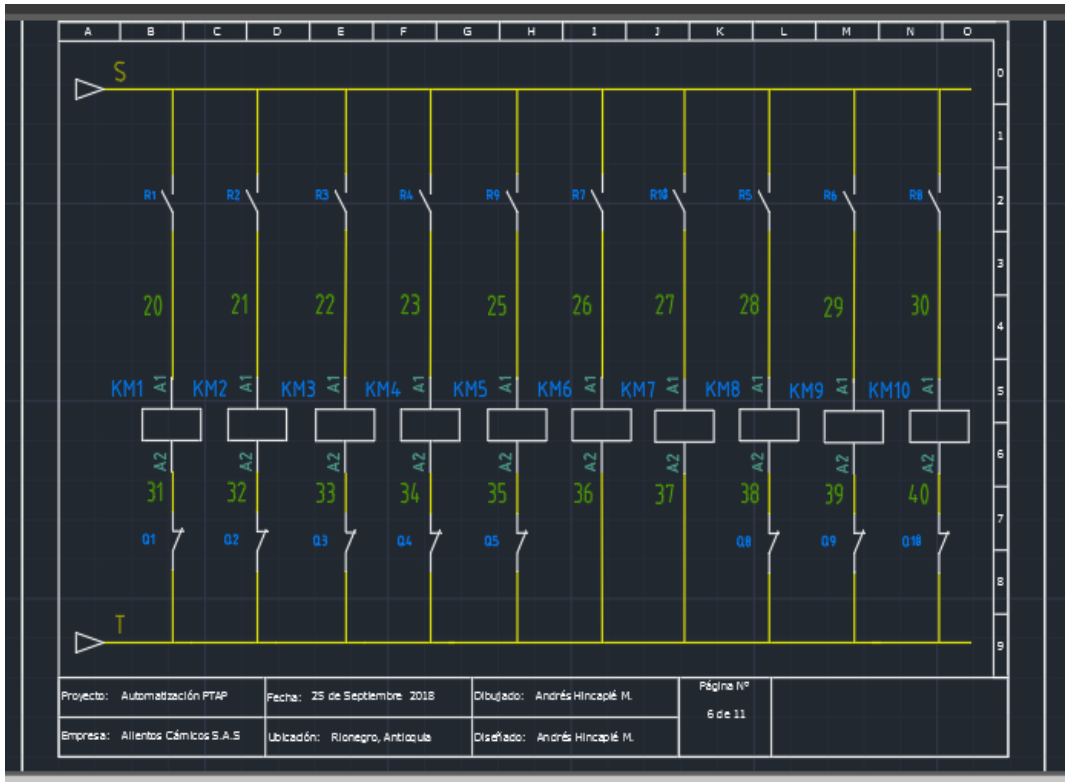 A B C D E F G H I J K L M N O
0
S
1
R1 R2 R3 R4 R9 R7 R10 R5 R6 R8
2
3
20 21 22 23 25 26 27 28 29 30
4
KM1 A1 KM2 A1 KM3 A1 KM4 A1 KM5 A1 KM6 A1 KM7 A1 KM8 A1 KM9 A1 KM10 A1
5
A2 A2 A2 A2 A2 A2 A2 A2 A2 A2
6
31 32 33 34 35 36 37 38 39 40
7
Q1 Q2 Q3 Q4 Q5 Q8 Q9 Q10
8
T
9
Proyecto: Automatización PTAP
Fecha: 25 de Septiembre 2018
Dibujado: Andrés Hincapié M.
Página Nº
6 de 11
Empresa: Alientos Cárnicos S.A.S
Ubicación: Rionegro, Antioquia
Diseñado: Andrés Hincapié M.